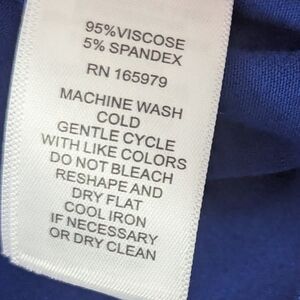 95%VISCOSE
5% SPANDEX
RN 165979
MACHINE WASH
COLD
GENTLE CYCLE
WITH LIKE COLORS
DO NOT BLEACH
RESHAPE AND
DRY FLAT
COOL IRON
IF NECESSARY
OR DRY CLEAN